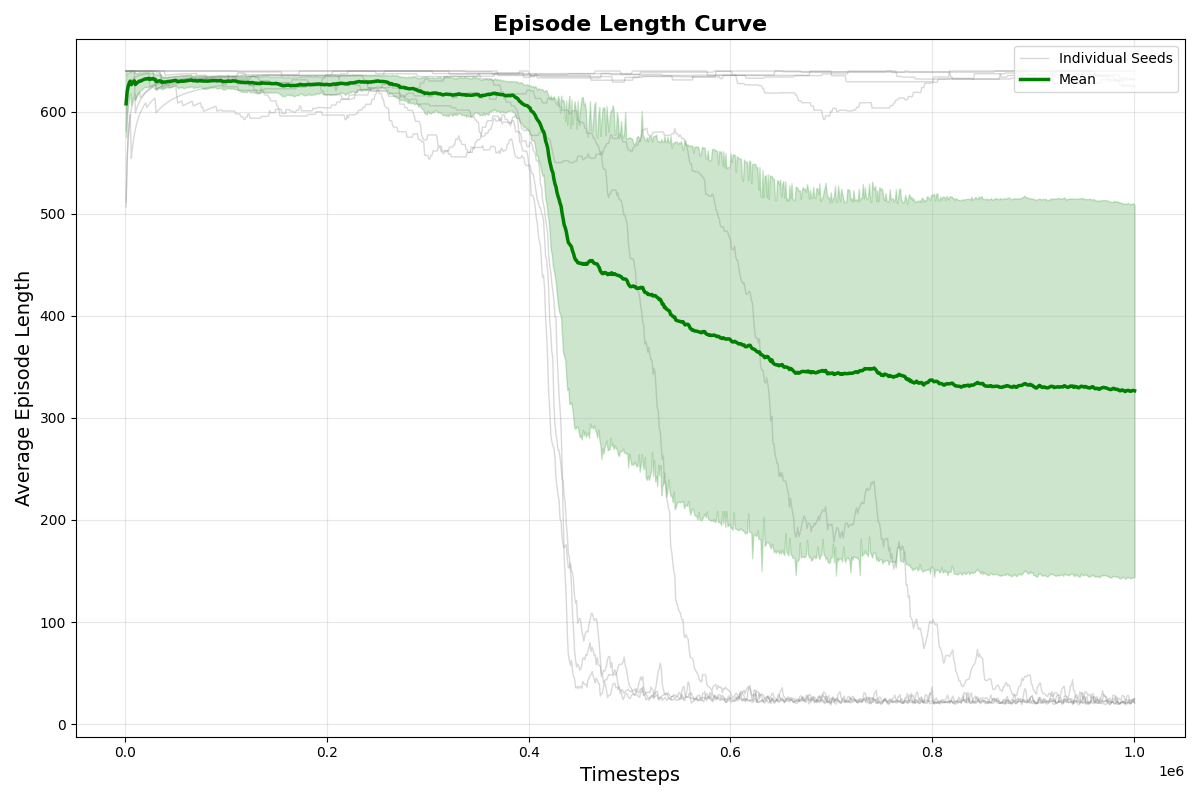 Episode Length Curve
Individual Seeds
Mean
Average Episode Length
600
500
400
300
200
100
0
0.0 0.2 0.4 0.6 0.8 1.0
1e6
Timesteps